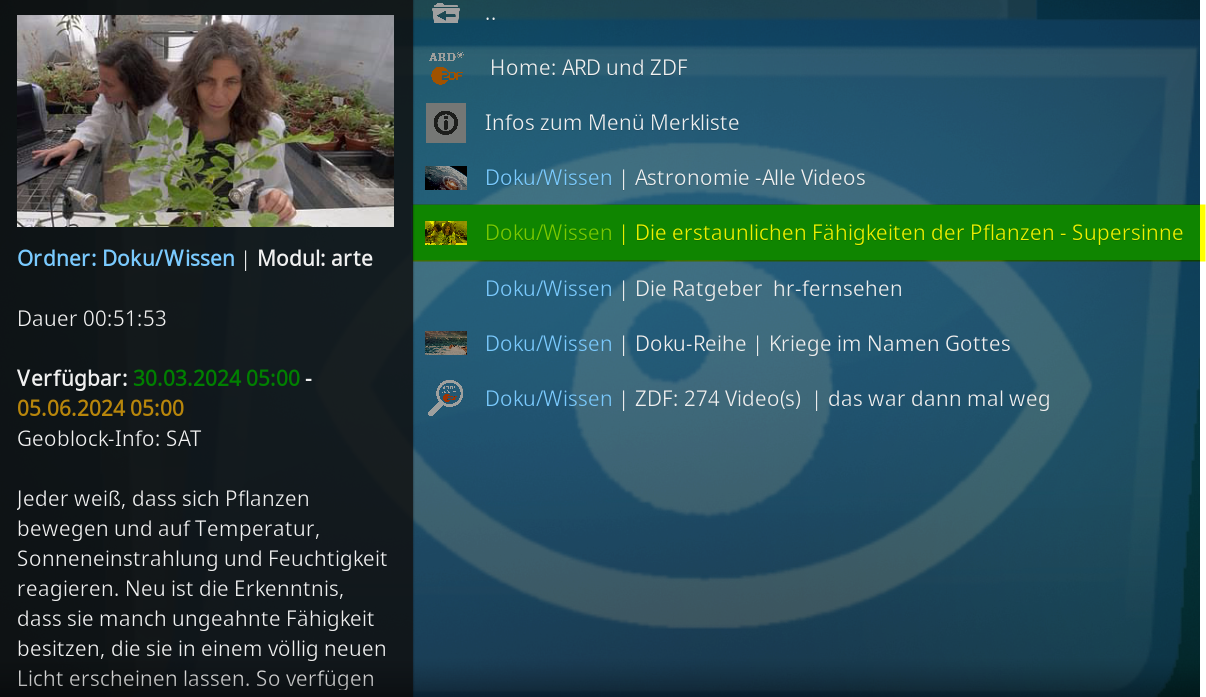 Ordner: Doku/Wissen | Modul: arte
Dauer 00:51:53
Verfügbar: 30.03.2024 05:00 -
05.06.2024 05:00
Geoblock-Info: SAT
Jeder weiß, dass sich Pflanzen
bewegen und auf Temperatur,
Sonneneinstrahlung und Feuchtigkeit
reagieren. Neu ist die Erkenntnis,
dass sie manch ungeahnte Fähigkeit
besitzen, die sie in einem völlig neuen
Licht erscheinen lassen. So verfügen
..
ARD
ZDF
Home: ARD und ZDF
Infos zum Menü Merkliste
Doku/Wissen | Astronomie -Alle Videos
Doku/Wissen | Die erstaunlichen Fähigkeiten der Pflanzen - Supersinne
Doku/Wissen | Die Ratgeber  hr-fernsehen
Doku/Wissen | Doku-Reihe | Kriege im Namen Gottes
Doku/Wissen | ZDF: 274 Video(s)  | das war dann mal weg